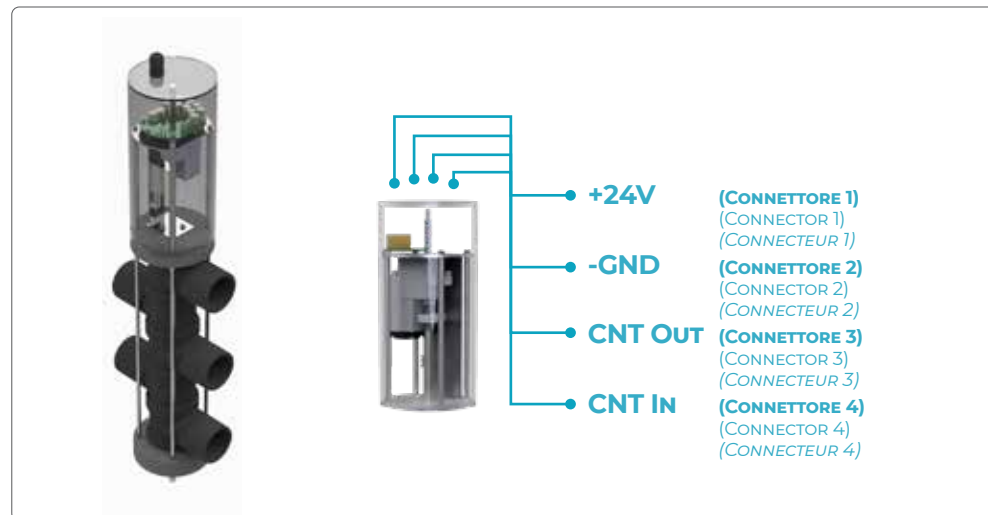 +24V
(Connettore 1)
(Connector 1)
(Connecteur 1)
-GND
(Connettore 2)
(Connector 2)
(Connecteur 2)
CNT Out
(Connettore 3)
(Connector 3)
(Connecteur 3)
CNT In
(Connettore 4)
(Connector 4)
(Connecteur 4)